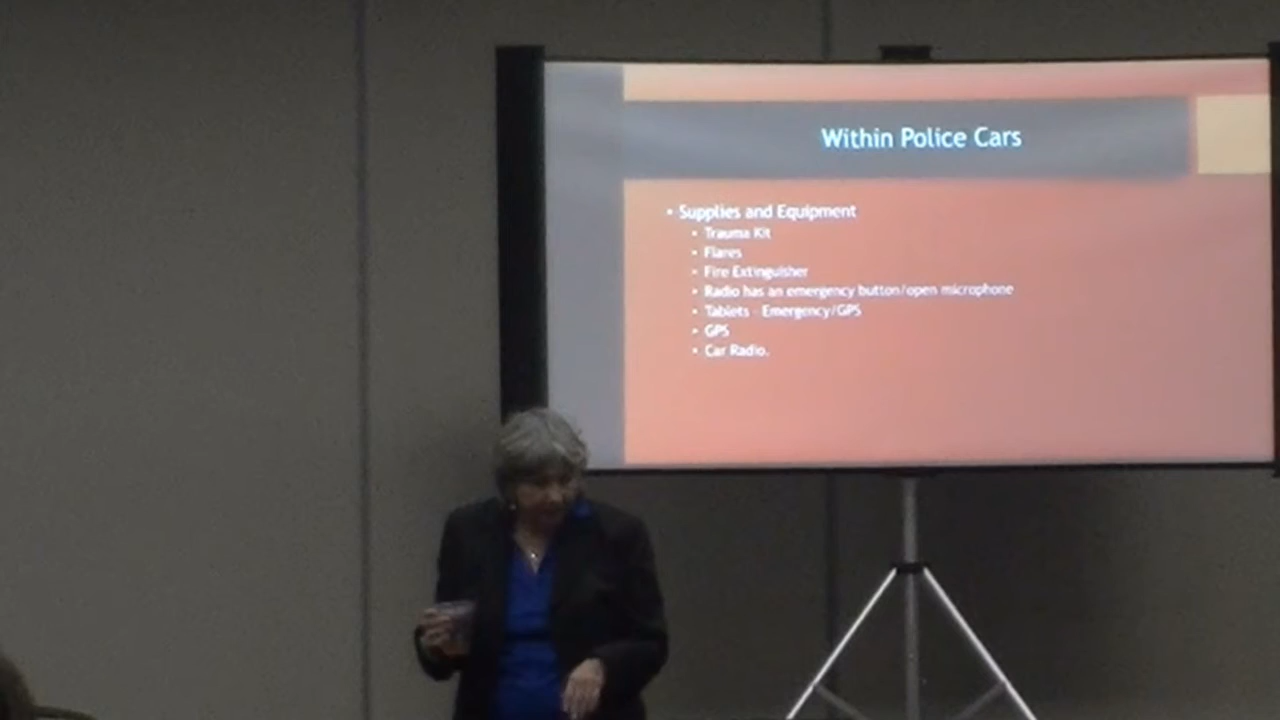 Within Police Cars
• Supplies and Equipment
• Trauma Kit
• Flares
• Fire Extinguisher
• Radio has an emergency button/open microphone
• Tablets - Emergency/GPS
• GPS
• Car Radio.